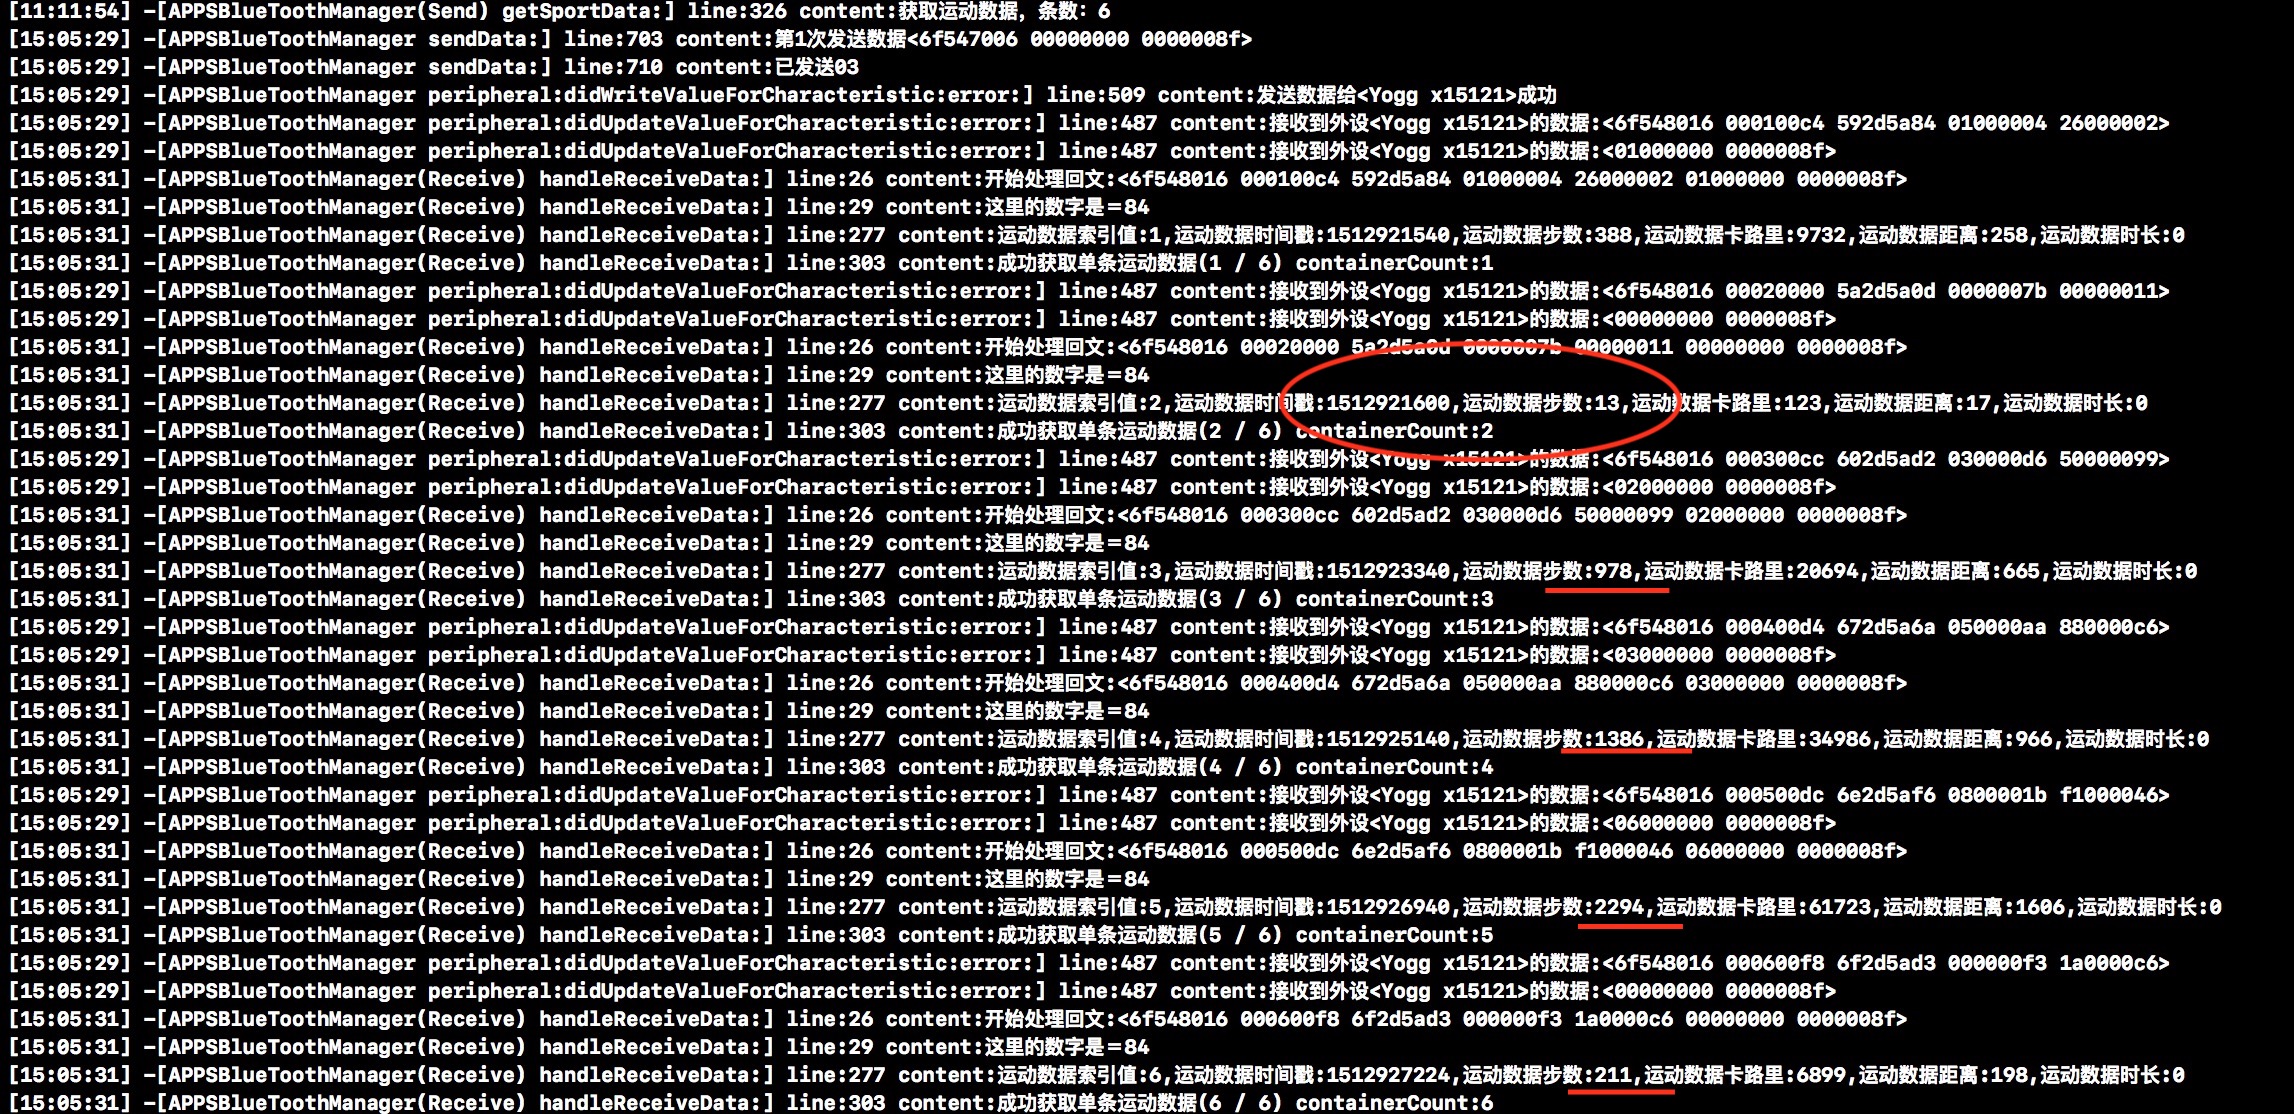 [11:11:54] -[APPSBlueToothManager(Send) getSportData:] line:326 content:获取运动数据，条数：6
[15:05:29] -[APPSBlueToothManager sendData:] line:703 content:第1次发送数据<6f547006 00000000 0000008f>
[15:05:29] -[APPSBlueToothManager sendData:] line:710 content:已发送03
[15:05:29] -[APPSBlueToothManager peripheral:didWriteValueForCharacteristic:error:] line:509 content:发送数据给<Yogg x15121>成功
[15:05:29] -[APPSBlueToothManager peripheral:didUpdateValueForCharacteristic:error:] line:487 content:接收到外设<Yogg x15121>的数据:<6f548016 000100c4 592d5a84 01000004 26000002>
[15:05:29] -[APPSBlueToothManager peripheral:didUpdateValueForCharacteristic:error:] line:487 content:接收到外设<Yogg x15121>的数据:<01000000 0000008f>
[15:05:31] -[APPSBlueToothManager(Receive) handleReceiveData:] line:26 content:开始处理回文:<6f548016 000100c4 592d5a84 01000004 26000002 01000000 0000008f>
[15:05:31] -[APPSBlueToothManager(Receive) handleReceiveData:] line:29 content:这里的数字是＝84
[15:05:31] -[APPSBlueToothManager(Receive) handleReceiveData:] line:277 content:运动数据索引值:1,运动数据时间戳:1512921540,运动数据步数:388,运动数据卡路里:9732,运动数据距离:258,运动数据时长:0
[15:05:31] -[APPSBlueToothManager(Receive) handleReceiveData:] line:303 content:成功获取单条运动数据(1 / 6) containerCount:1
[15:05:29] -[APPSBlueToothManager peripheral:didUpdateValueForCharacteristic:error:] line:487 content:接收到外设<Yogg x15121>的数据:<6f548016 00020000 5a2d5a0d 0000007b 00000011>
[15:05:29] -[APPSBlueToothManager peripheral:didUpdateValueForCharacteristic:error:] line:487 content:接收到外设<Yogg x15121>的数据:<00000000 0000008f>
[15:05:31] -[APPSBlueToothManager(Receive) handleReceiveData:] line:26 content:开始处理回文:<6f548016 00020000 5a2d5a0d 0000007b 00000011 00000000 0000008f>
[15:05:31] -[APPSBlueToothManager(Receive) handleReceiveData:] line:29 content:这里的数字是＝84
[15:05:31] -[APPSBlueToothManager(Receive) handleReceiveData:] line:277 content:运动数据索引值:2,运动数据时间戳:1512921600,运动数据步数:13,运动数据卡路里:123,运动数据距离:17,运动数据时长:0
[15:05:31] -[APPSBlueToothManager(Receive) handleReceiveData:] line:303 content:成功获取单条运动数据(2 / 6) containerCount:2
[15:05:29] -[APPSBlueToothManager peripheral:didUpdateValueForCharacteristic:error:] line:487 content:接收到外设<Yogg x15121>的数据:<6f548016 000300cc 602d5ad2 030000d6 50000099>
[15:05:29] -[APPSBlueToothManager peripheral:didUpdateValueForCharacteristic:error:] line:487 content:接收到外设<Yogg x15121>的数据:<02000000 0000008f>
[15:05:31] -[APPSBlueToothManager(Receive) handleReceiveData:] line:26 content:开始处理回文:<6f548016 000300cc 602d5ad2 030000d6 50000099 02000000 0000008f>
[15:05:31] -[APPSBlueToothManager(Receive) handleReceiveData:] line:29 content:这里的数字是＝84
[15:05:31] -[APPSBlueToothManager(Receive) handleReceiveData:] line:277 content:运动数据索引值:3,运动数据时间戳:1512923340,运动数据步数:978,运动数据卡路里:20694,运动数据距离:665,运动数据时长:0
[15:05:31] -[APPSBlueToothManager(Receive) handleReceiveData:] line:303 content:成功获取单条运动数据(3 / 6) containerCount:3
[15:05:29] -[APPSBlueToothManager peripheral:didUpdateValueForCharacteristic:error:] line:487 content:接收到外设<Yogg x15121>的数据:<6f548016 000400d4 672d5a6a 050000aa 880000c6>
[15:05:29] -[APPSBlueToothManager peripheral:didUpdateValueForCharacteristic:error:] line:487 content:接收到外设<Yogg x15121>的数据:<03000000 0000008f>
[15:05:31] -[APPSBlueToothManager(Receive) handleReceiveData:] line:26 content:开始处理回文:<6f548016 000400d4 672d5a6a 050000aa 880000c6 03000000 0000008f>
[15:05:31] -[APPSBlueToothManager(Receive) handleReceiveData:] line:29 content:这里的数字是＝84
[15:05:31] -[APPSBlueToothManager(Receive) handleReceiveData:] line:277 content:运动数据索引值:4,运动数据时间戳:1512925140,运动数据步数:1386,运动数据卡路里:34986,运动数据距离:966,运动数据时长:0
[15:05:31] -[APPSBlueToothManager(Receive) handleReceiveData:] line:303 content:成功获取单条运动数据(4 / 6) containerCount:4
[15:05:29] -[APPSBlueToothManager peripheral:didUpdateValueForCharacteristic:error:] line:487 content:接收到外设<Yogg x15121>的数据:<6f548016 000500dc 6e2d5af6 0800001b f1000046>
[15:05:29] -[APPSBlueToothManager peripheral:didUpdateValueForCharacteristic:error:] line:487 content:接收到外设<Yogg x15121>的数据:<06000000 0000008f>
[15:05:31] -[APPSBlueToothManager(Receive) handleReceiveData:] line:26 content:开始处理回文:<6f548016 000500dc 6e2d5af6 0800001b f1000046 06000000 0000008f>
[15:05:31] -[APPSBlueToothManager(Receive) handleReceiveData:] line:29 content:这里的数字是＝84
[15:05:31] -[APPSBlueToothManager(Receive) handleReceiveData:] line:277 content:运动数据索引值:5,运动数据时间戳:1512926940,运动数据步数:2294,运动数据卡路里:61723,运动数据距离:1606,运动数据时长:0
[15:05:31] -[APPSBlueToothManager(Receive) handleReceiveData:] line:303 content:成功获取单条运动数据(5 / 6) containerCount:5
[15:05:29] -[APPSBlueToothManager peripheral:didUpdateValueForCharacteristic:error:] line:487 content:接收到外设<Yogg x15121>的数据:<6f548016 000600f8 6f2d5ad3 000000f3 1a0000c6>
[15:05:29] -[APPSBlueToothManager peripheral:didUpdateValueForCharacteristic:error:] line:487 content:接收到外设<Yogg x15121>的数据:<00000000 0000008f>
[15:05:31] -[APPSBlueToothManager(Receive) handleReceiveData:] line:26 content:开始处理回文:<6f548016 000600f8 6f2d5ad3 000000f3 1a0000c6 00000000 0000008f>
[15:05:31] -[APPSBlueToothManager(Receive) handleReceiveData:] line:29 content:这里的数字是＝84
[15:05:31] -[APPSBlueToothManager(Receive) handleReceiveData:] line:277 content:运动数据索引值:6,运动数据时间戳:1512927224,运动数据步数:211,运动数据卡路里:6899,运动数据距离:198,运动数据时长:0
[15:05:31] -[APPSBlueToothManager(Receive) handleReceiveData:] line:303 content:成功获取单条运动数据(6 / 6) containerCount:6